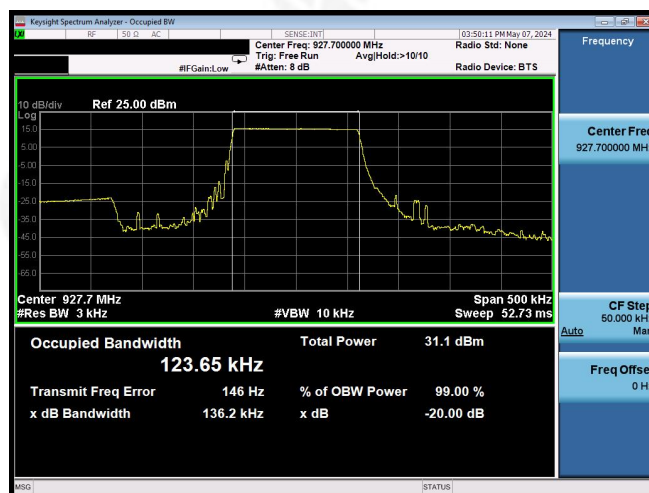 Keysight Spectrum Analyzer - Occupied BW
RF 50 Ω AC SENSE:INT 03:50:11 PM May 07, 2024
Center Freq: 927.700000 MHz Radio Std: None
Trig: Free Run Avg|Hold:>10/10
#IFGain:Low #Atten: 8 dB Radio Device: BTS
Frequency
10 dB/div Ref 25.00 dBm
Log
15.0
5.00
-5.00
-15.0
-25.0
-35.0
-45.0
-55.0
-65.0
Center Fre
927.700000 MH
Center 927.7 MHz Span 500 kHz
#Res BW 3 kHz #VBW 10 kHz Sweep 52.73 ms
CF Step
50.000 kH
Auto Ma
Occupied Bandwidth Total Power 31.1 dBm
123.65 kHz
Transmit Freq Error 146 Hz % of OBW Power 99.00 %
x dB Bandwidth 136.2 kHz x dB -20.00 dB
Freq Offse
0 H
MSG STATUS